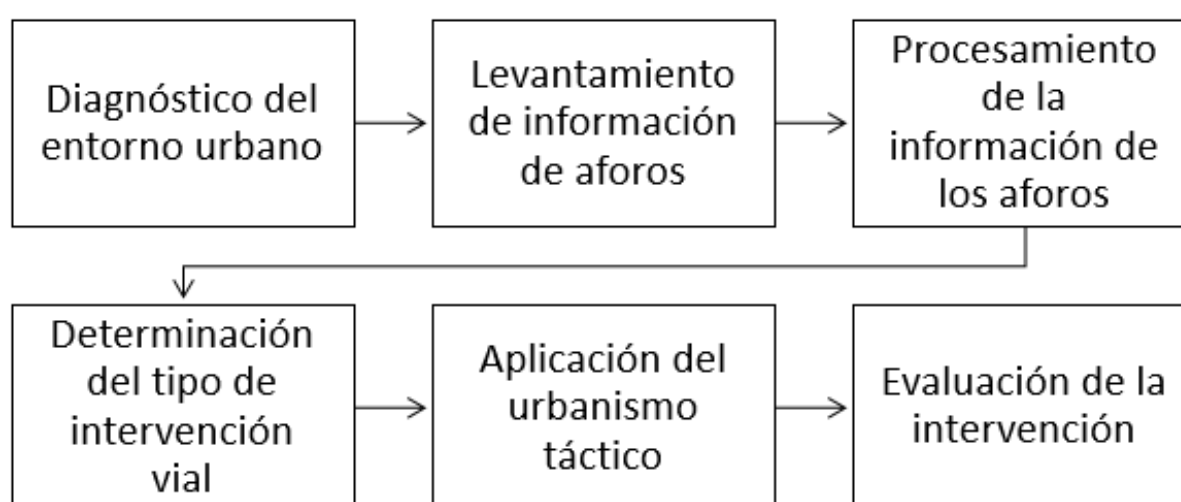 Diagnóstico del
entorno urbano
Levantamiento
de información
de aforos
Procesamiento
de la
información de
los aforos
Determinación
del tipo de
intervención
vial
Aplicación del
urbanismo
táctico
Evaluación de la
intervención